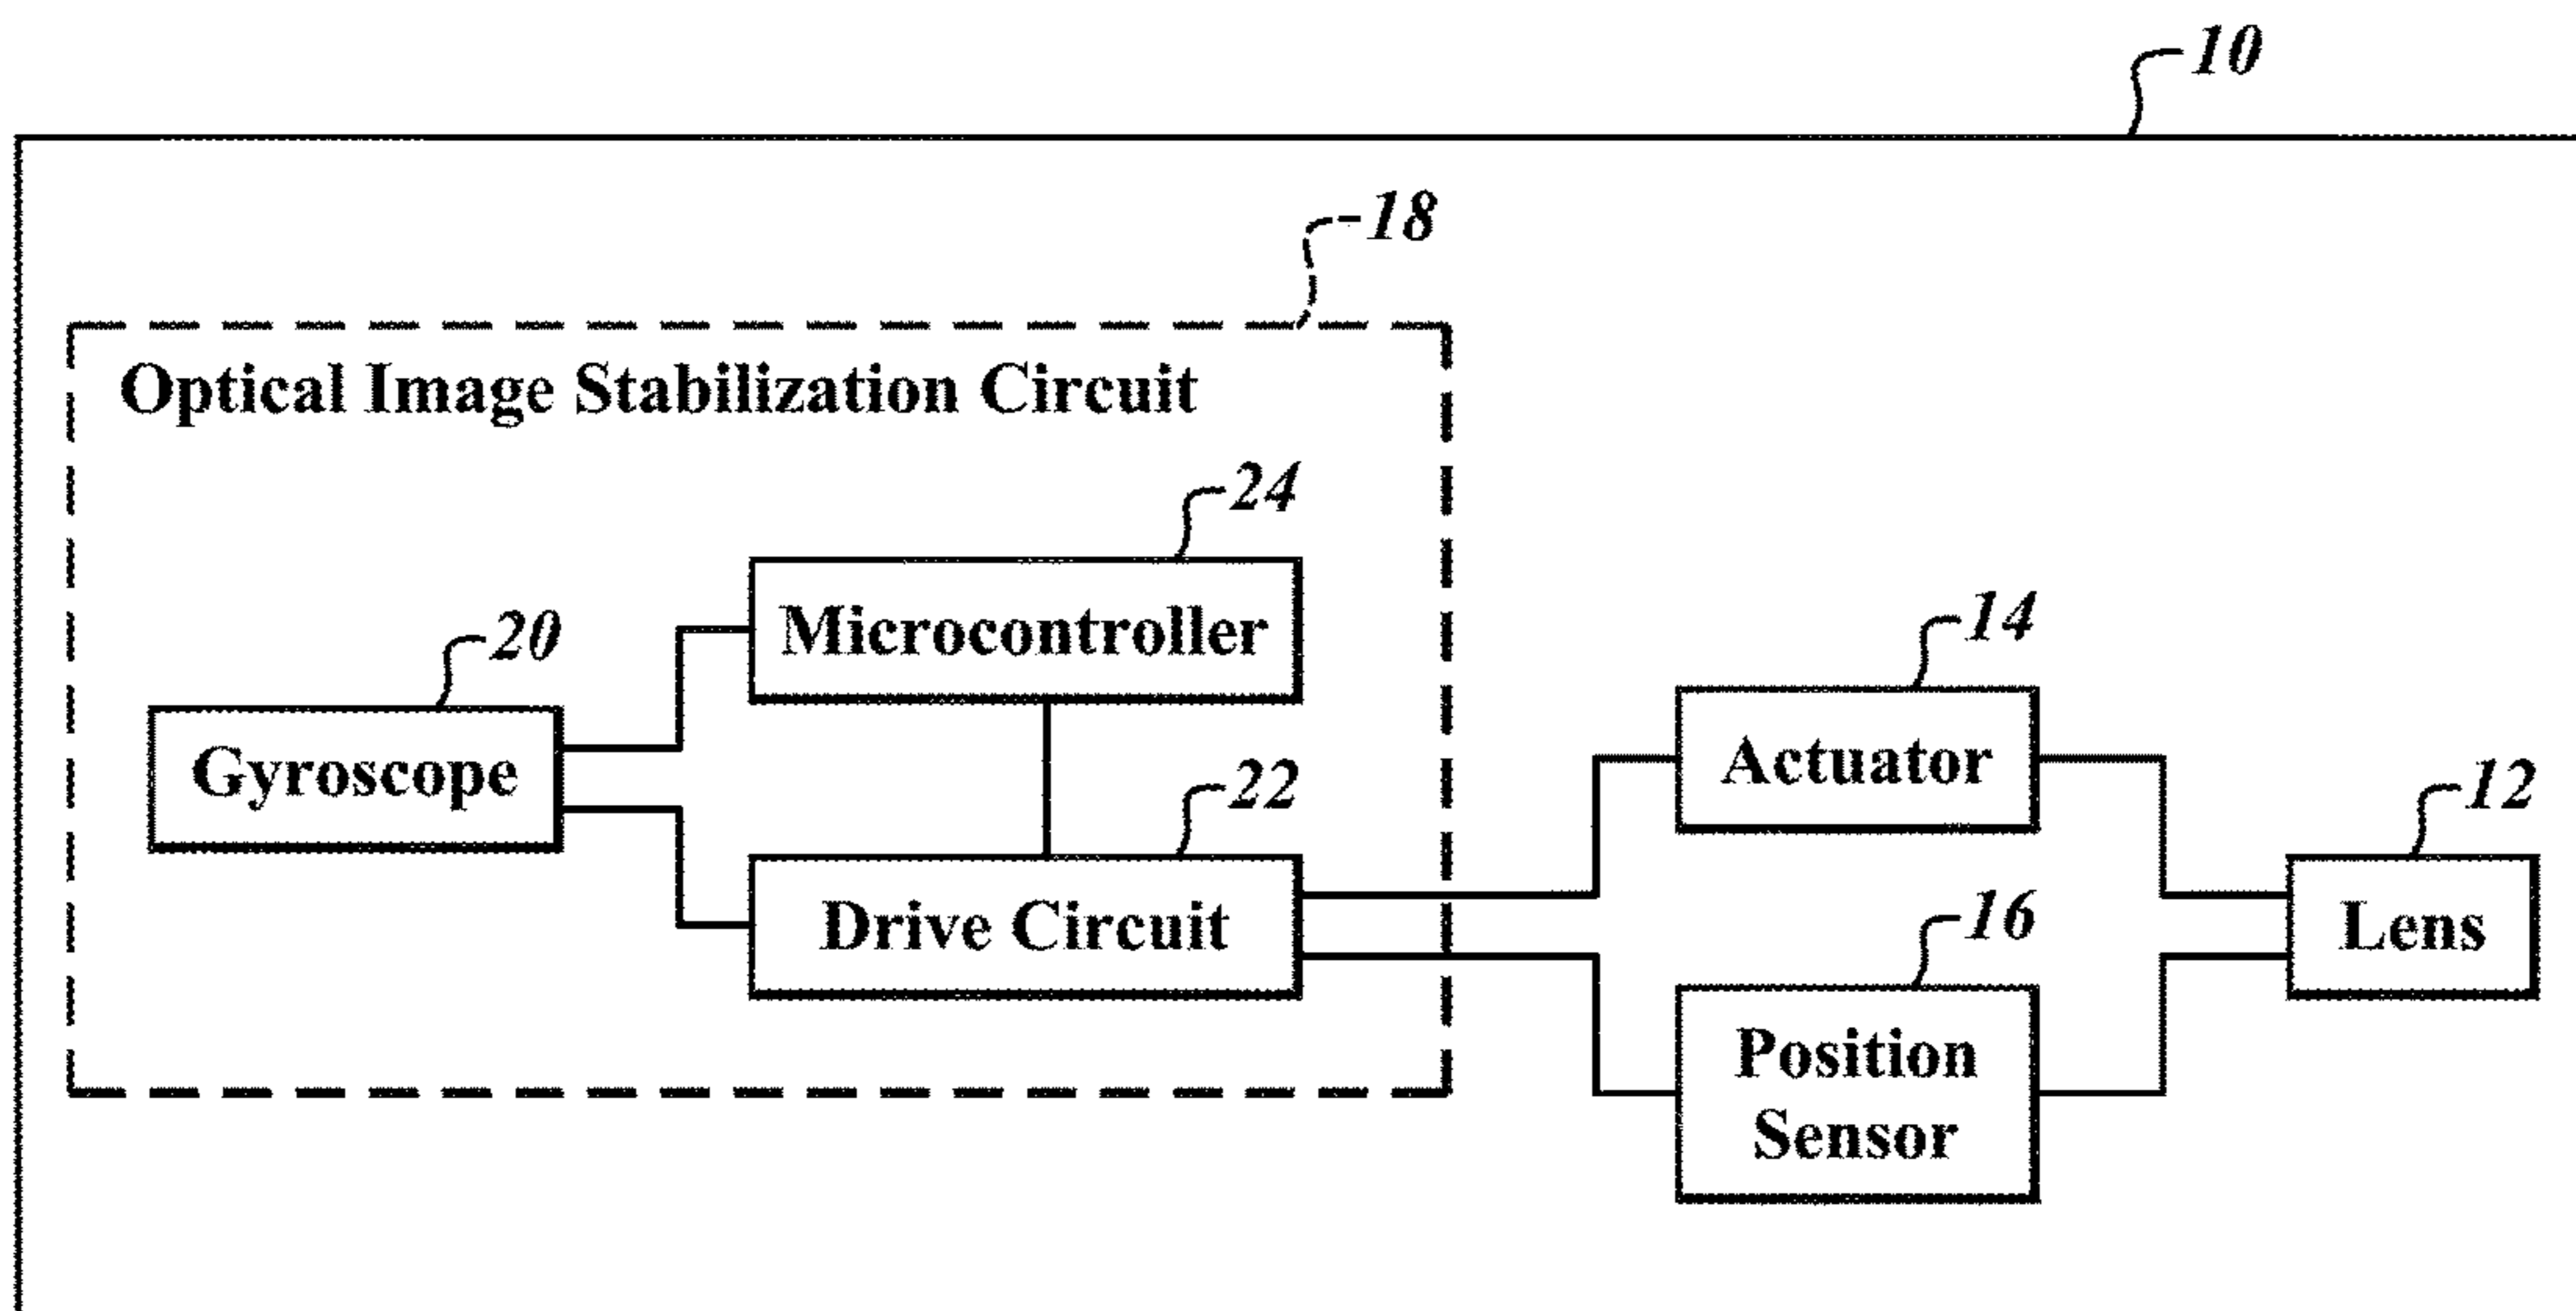 10
18
Optical Image Stabilization Circuit
24
Microcontroller
20
Gyroscope
22
Drive Circuit
14
Actuator
16
Position
Sensor
12
Lens